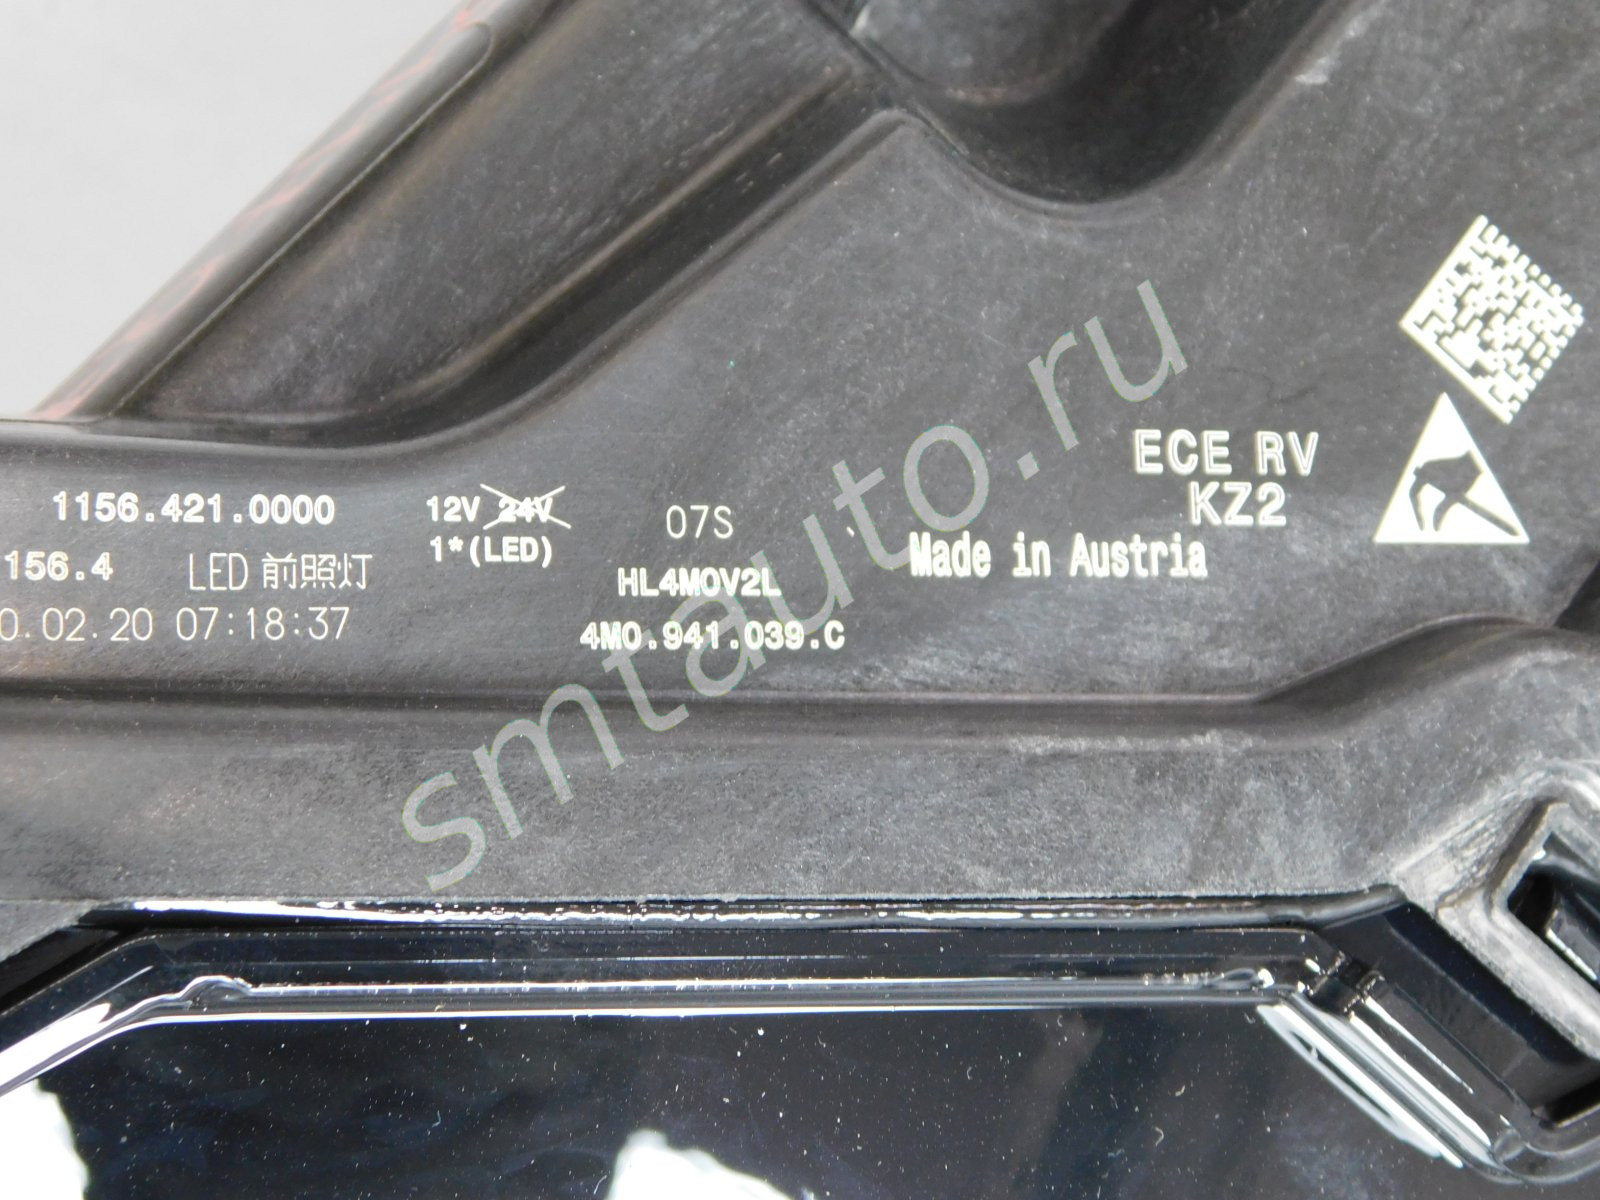 ECE RV
KZ2
1156.421.0000
12V 24V
1*(LED)
07S
Made in Austria
156.4
LED 前照灯
HL4M0V2L
0.02.20 07:18:37
4M0.941.039.C
smtauto.ru